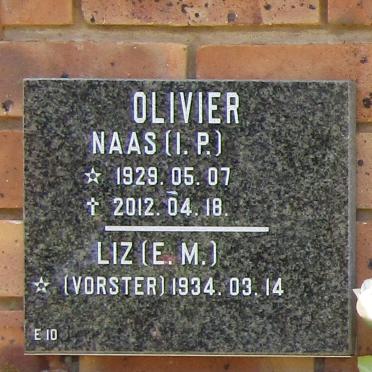 OLIVIER
NAAS (I. P.)
☆ 1929. 05. 07
✝ 2012. 04. 18.
LIZ (E. M.)
☆ (VORSTER) 1934. 03. 14
E 10